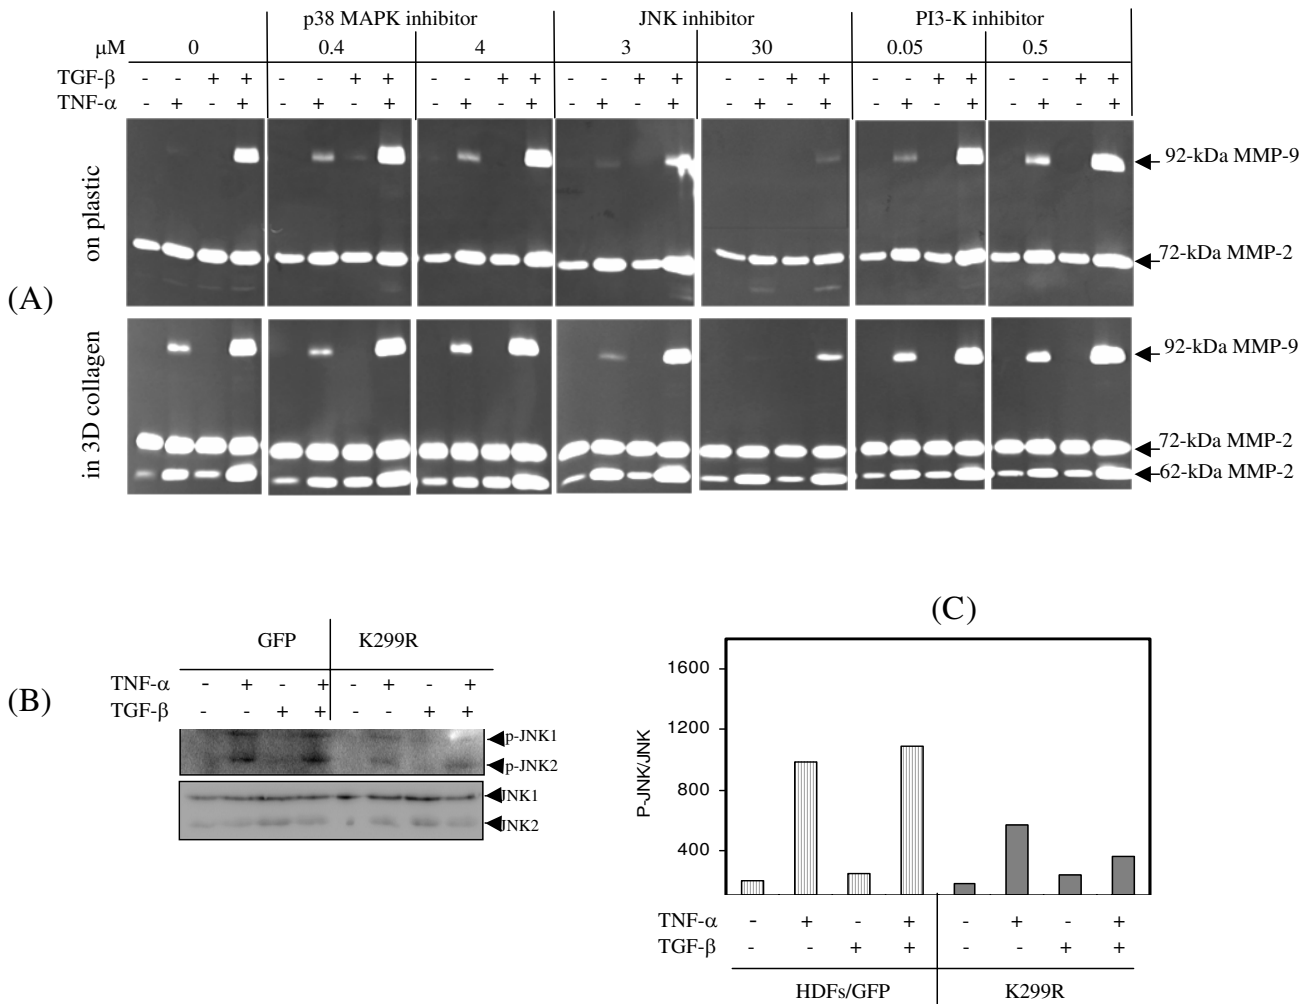 p38 MAPK inhibitor JNK inhibitor PI3-K inhibitor
μM 0 0.4 4 3 30 0.05 0.5
TGF-β - - + + - - + + - - + + - - + + - - + + - - + + - - + +
TNF-α - + - + - + - + - + - + - + - + - + - + - + - + - + - +
on plastic
92-kDa MMP-9
72-kDa MMP-2
(A)
in 3D collagen
92-kDa MMP-9
72-kDa MMP-2
62-kDa MMP-2
(B)
GFP K299R
TNF-α - + - + - + - +
TGF-β - - + + - - + +
p-JNK1
p-JNK2
JNK1
JNK2
(C)
P-JNK/JNK
1600
1200
800
400
TNF-α - + - + - + - +
TGF-β - - + + - - + +
HDFs/GFP K299R